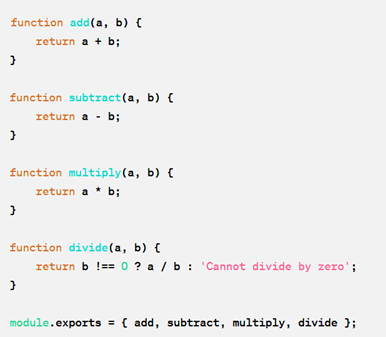 function add(a, b) {
    return a + b;
}

function subtract(a, b) {
    return a - b;
}

function multiply(a, b) {
    return a * b;
}

function divide(a, b) {
    return b !== 0 ? a / b : 'Cannot divide by zero';
}

module.exports = { add, subtract, multiply, divide };